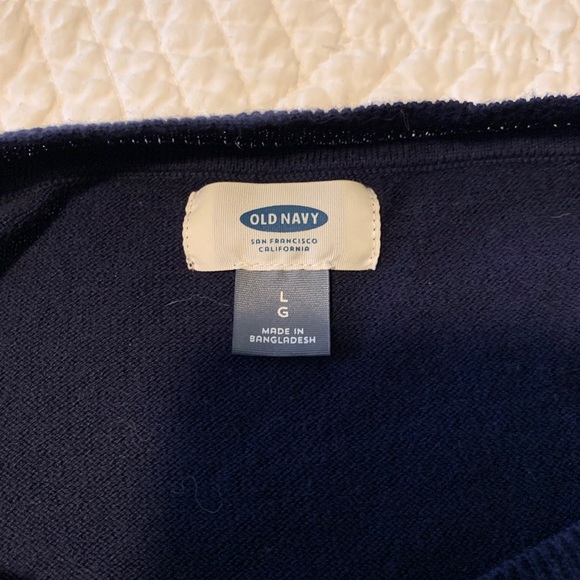 OLD NAVY
SAN FRANCISCO
CALIFORNIA
L
G
MADE IN
BANGLADESH